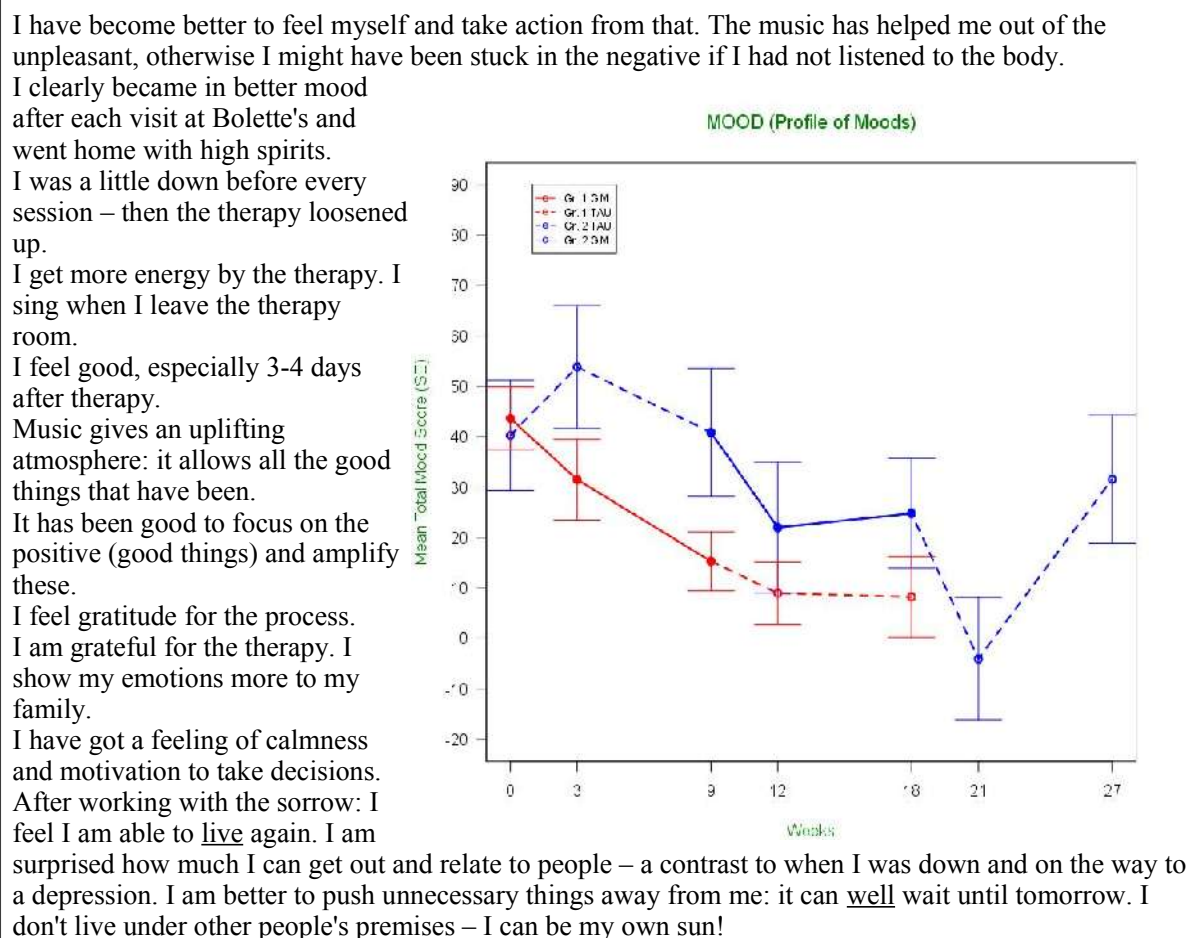 I have become better to feel myself and take action from that. The music has helped me out of the
unpleasant, otherwise I might have been stuck in the negative if I had not listened to the body.
I clearly became in better mood
after each visit at Bolette's and
went home with high spirits.
I was a little down before every
session – then the therapy loosened
up.
I get more energy by the therapy. I
sing when I leave the therapy
room.
I feel good, especially 3-4 days
after therapy.
Music gives an uplifting
atmosphere: it allows all the good
things that have been.
It has been good to focus on the
positive (good things) and amplify
these.
I feel gratitude for the process.
I am grateful for the therapy. I
show my emotions more to my
family.
I have got a feeling of calmness
and motivation to take decisions.
After working with the sorrow: I
feel I am able to live again. I am
surprised how much I can get out and relate to people – a contrast to when I was down and on the way to
a depression. I am better to push unnecessary things away from me: it can well wait until tomorrow. I
don't live under other people's premises – I can be my own sun!
MOOD (Profile of Moods)
Gr. 1 GIM
Gr. 1 TAU
Gr. 2 TAU
Gr. 2 GIM
Mean Total Mood Score (SE)
90
80
70
60
50
40
30
20
10
0
-10
-20
0 3 9 12 18 21 27
Weeks